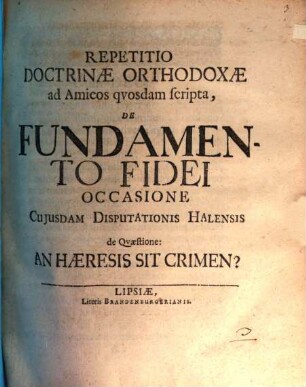 REPETITIO
DOCTRINÆ ORTHODOXÆ
ad Amicos qvosdam ſcripta,
DE
FUNDAMEN-
TO FIDEI
OCCASIONE
CUJUSDAM DISPUTATIONIS HALENSIS
de Qvæſtione:
AN HÆRESIS SIT CRIMEN?
LIPSIÆ,
Literis BRANDENBURGERIANIS.